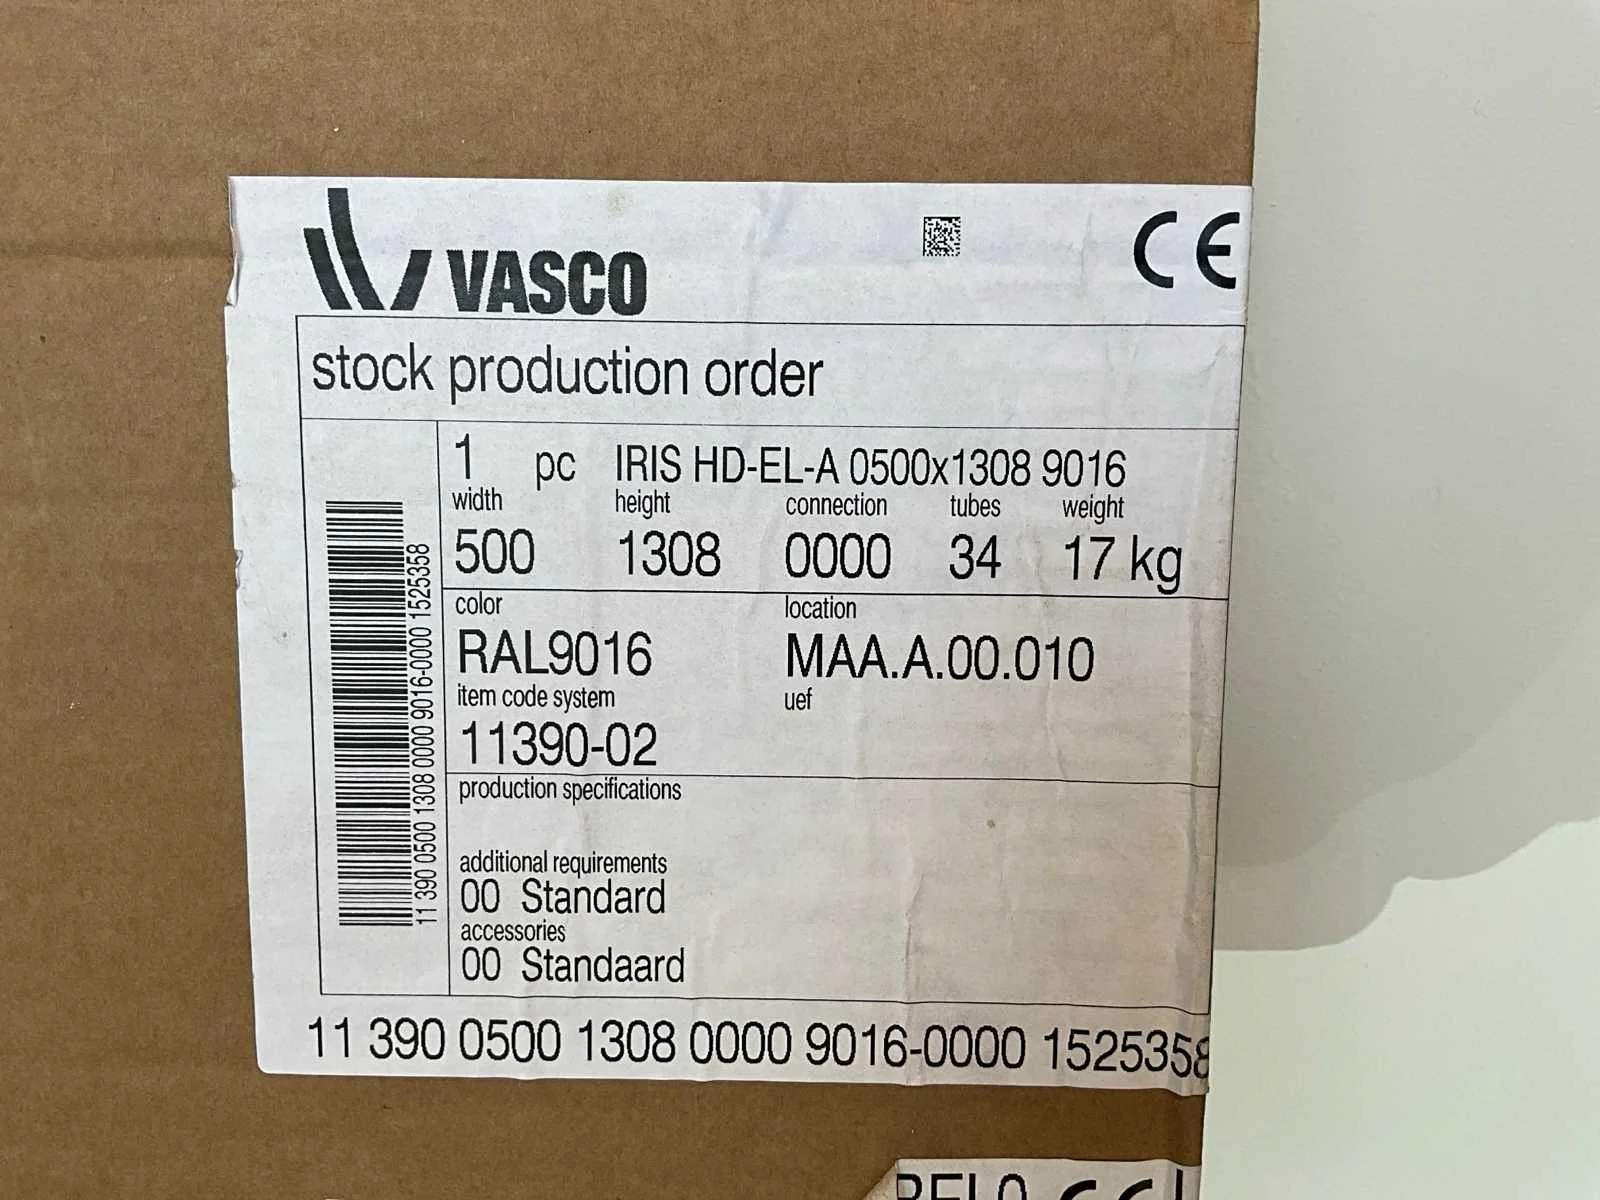 VASCO
CE
stock production order
1 pc IRIS HD-EL-A 0500x1308 9016
width height connection tubes weight
500 1308 0000 34 17 kg
color location
RAL9016 MAA.A.00.010
item code system uef
11390-02
production specifications
additional requirements
00 Standard
accessories
00 Standaard
11 390 0500 1308 0000 9016-0000 1525358
11 390 0500 1308 0000 9016-0000 1525358